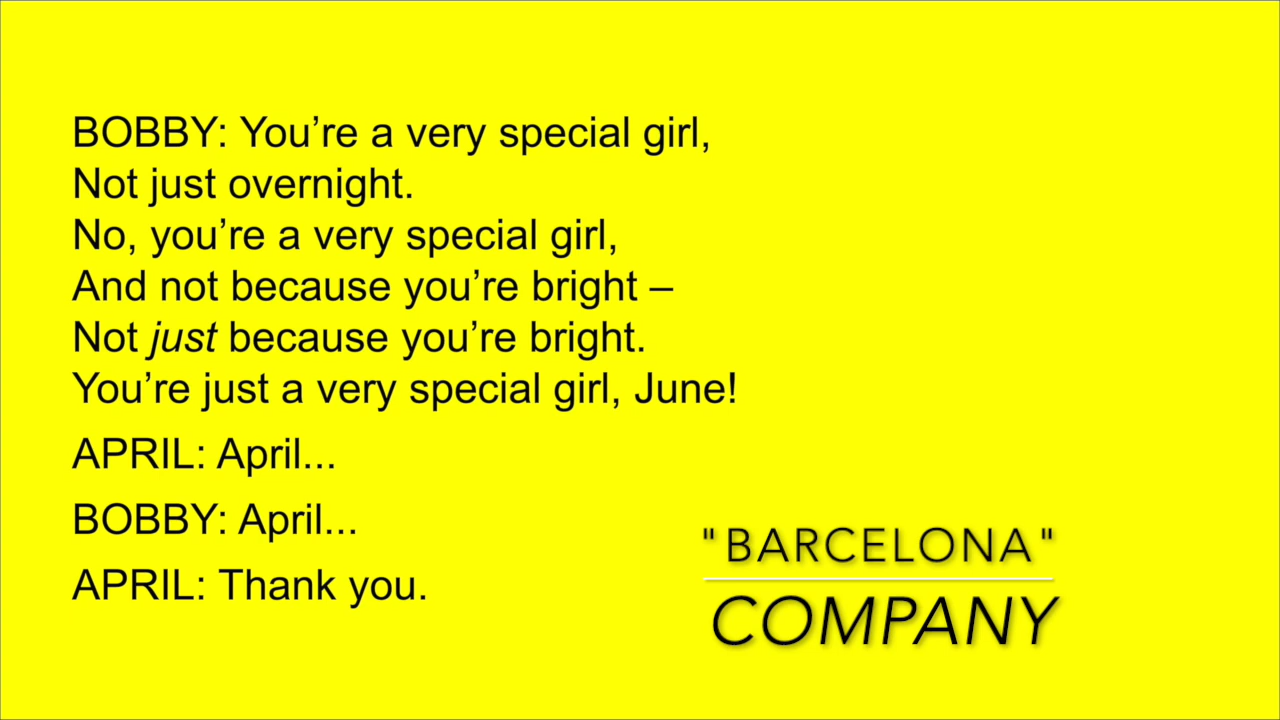 BOBBY: You’re a very special girl,
Not just overnight.
No, you’re a very special girl,
And not because you’re bright –
Not just because you’re bright.
You’re just a very special girl, June!
APRIL: April...
BOBBY: April...
APRIL: Thank you.
"BARCELONA"
COMPANY